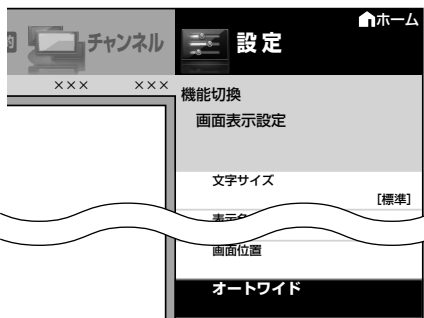 ホーム
チャンネル
設定
××× ×××
機能切換
画面表示設定
文字サイズ
[標準]
画面位置
オートワイド